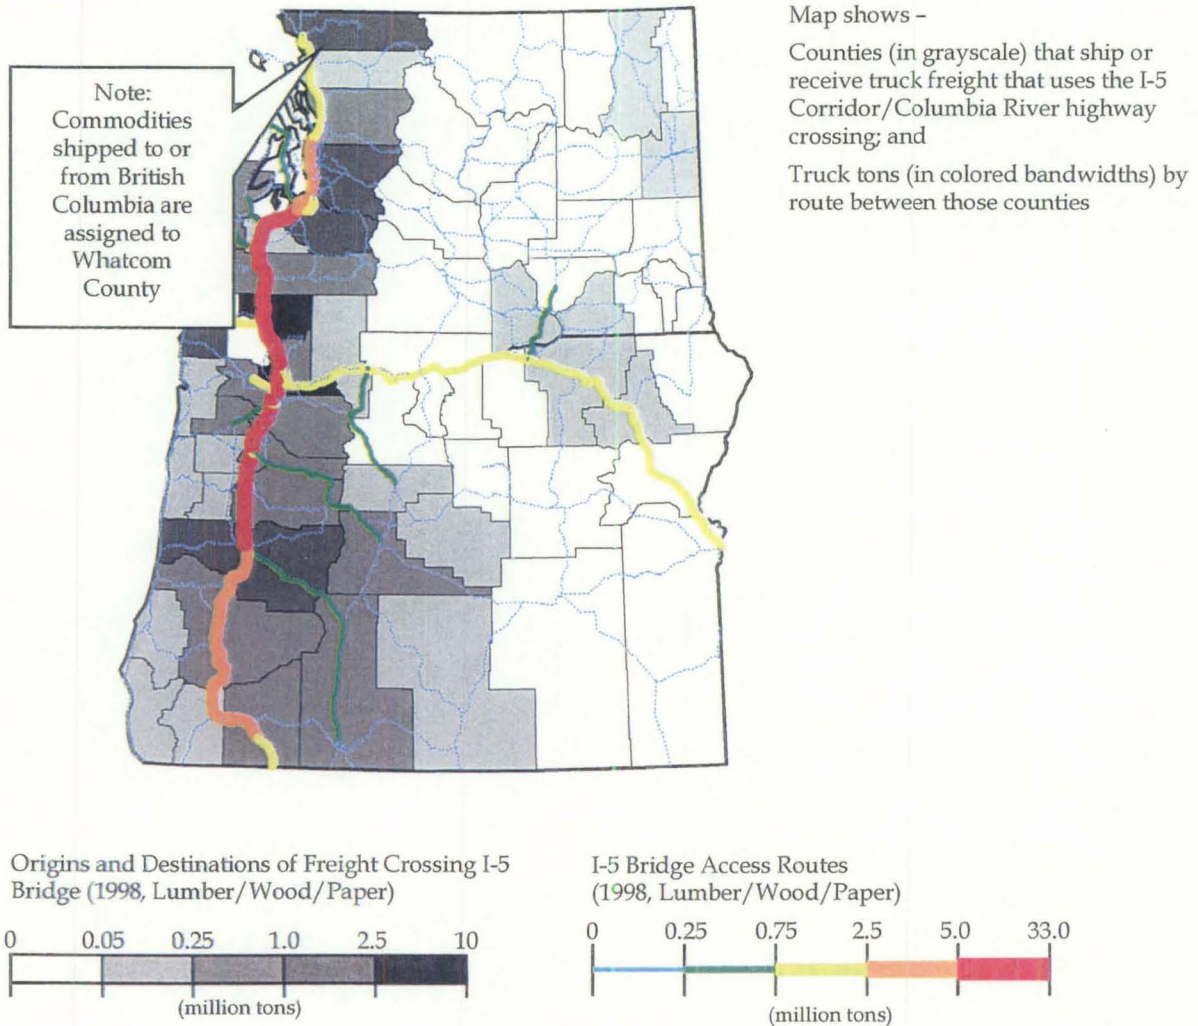 Map shows –
Counties (in grayscale) that ship or
receive truck freight that uses the I-5
Corridor/Columbia River highway
crossing; and
Truck tons (in colored bandwidths) by
route between those counties
Note:
Commodities
shipped to or
from British
Columbia are
assigned to
Whatcom
County
Origins and Destinations of Freight Crossing I-5
Bridge (1998, Lumber/Wood/Paper)
0 0.05 0.25 1.0 2.5 10
(million tons)
I-5 Bridge Access Routes
(1998, Lumber/Wood/Paper)
0 0.25 0.75 2.5 5.0 33.0
(million tons)